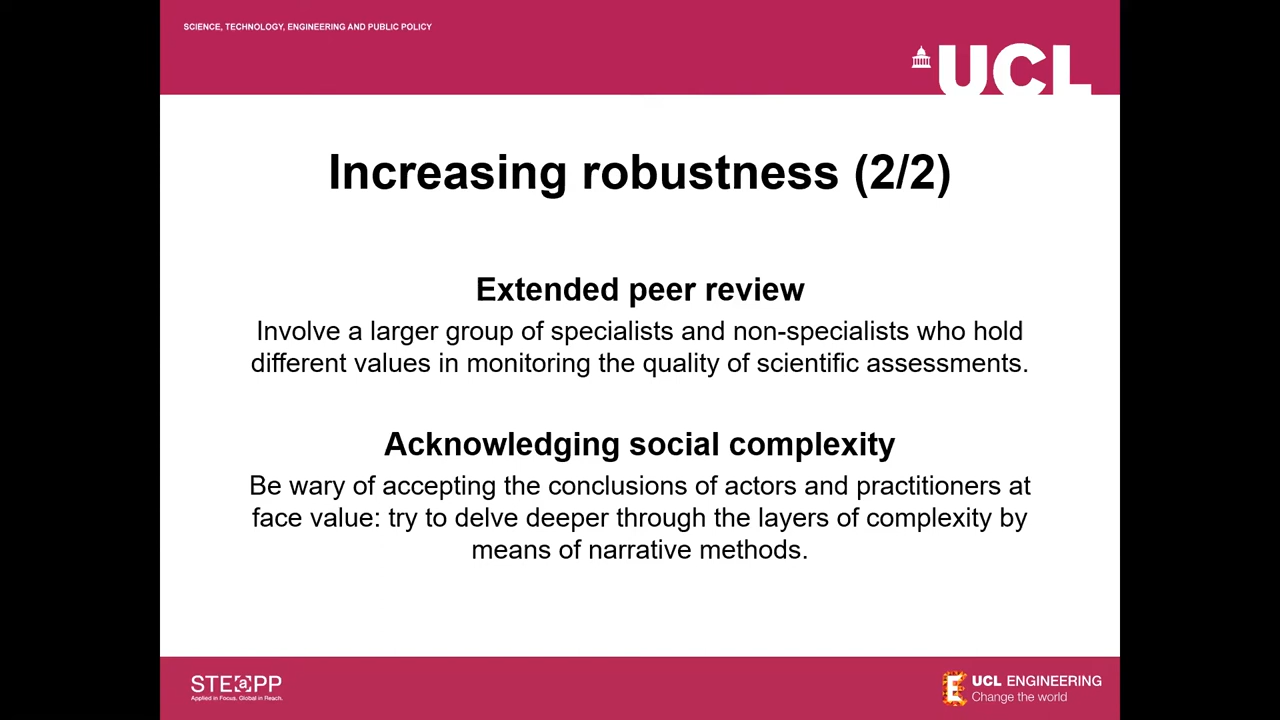 SCIENCE, TECHNOLOGY, ENGINEERING AND PUBLIC POLICY
UCL
Increasing robustness (2/2)
Extended peer review
Involve a larger group of specialists and non-specialists who hold
different values in monitoring the quality of scientific assessments.
Acknowledging social complexity
Be wary of accepting the conclusions of actors and practitioners at
face value: try to delve deeper through the layers of complexity by
means of narrative methods.
STEaPP
Applied in Focus. Global in Reach.
UCL ENGINEERING
Change the world